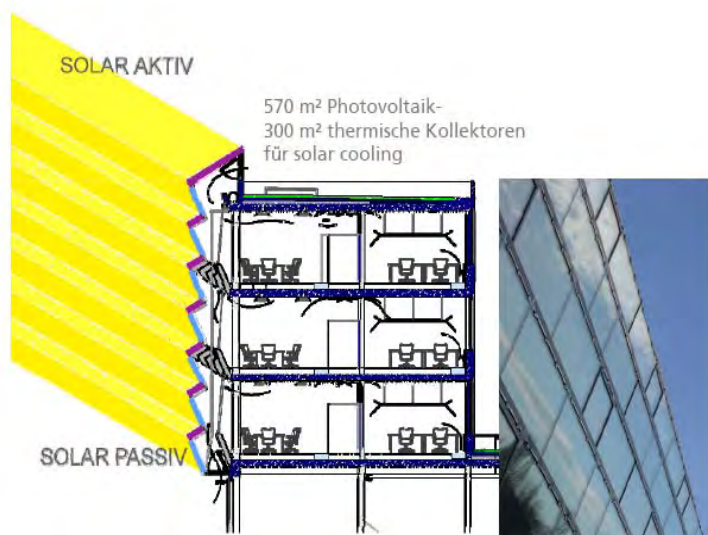 SOLAR AKTIV
570 m² Photovoltaik-
300 m² thermische Kollektoren
für solar cooling
SOLAR PASSIV